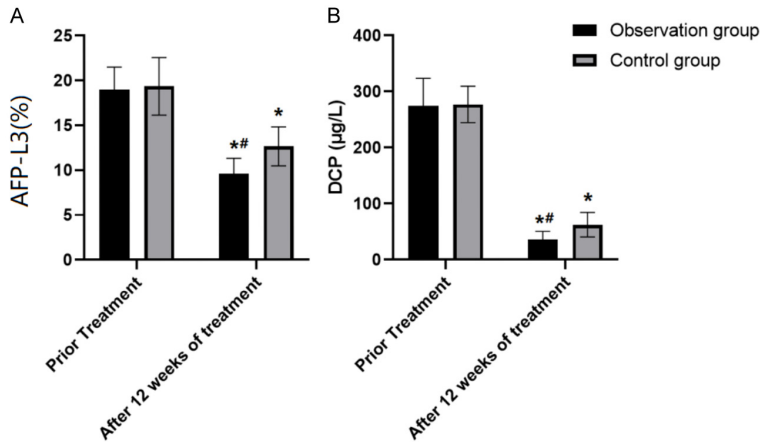 A
AFP-L3(%)
25
20
15
10
5
0
*#
*
Prior Treatment
After 12 weeks of treatment
B
DCP (μg/L)
400
300
200
100
0
*#
*
Prior Treatment
After 12 weeks of treatment
Observation group
Control group